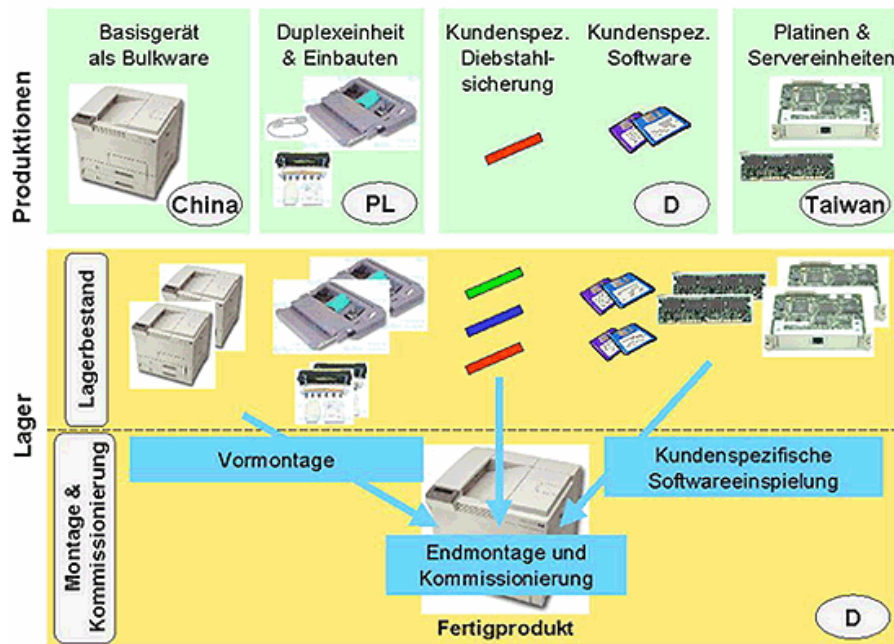 Produktionen
Basisgerät
als Bulkware
China
Duplexeinheit
& Einbauten
PL
Kundenspez.
Diebstahl-
sicherung
Kundenspez.
Software
D
Platinen &
Servereinheiten
Taiwan
Lager
Lagerbestand
Montage &
Kommissionierung
Vormontage
Kundenspezifische
Softwareeinspielung
Endmontage und
Kommissionierung
Fertigprodukt
D